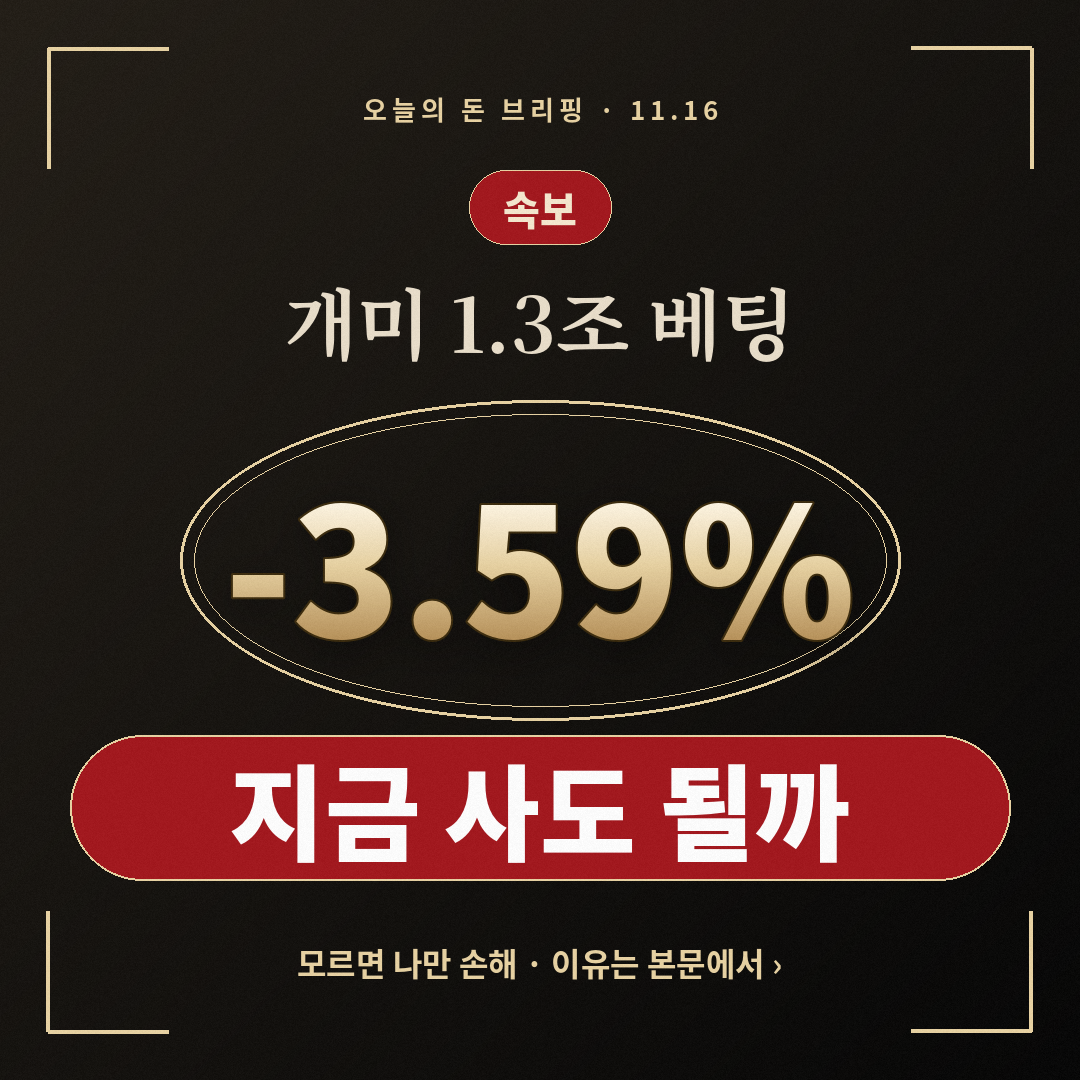 오늘의 돈 브리핑 · 11.16
속보
개미 1.3조 베팅
-3.59%
지금 사도 될까
모르면 나만 손해 · 이유는 본문에서 ›